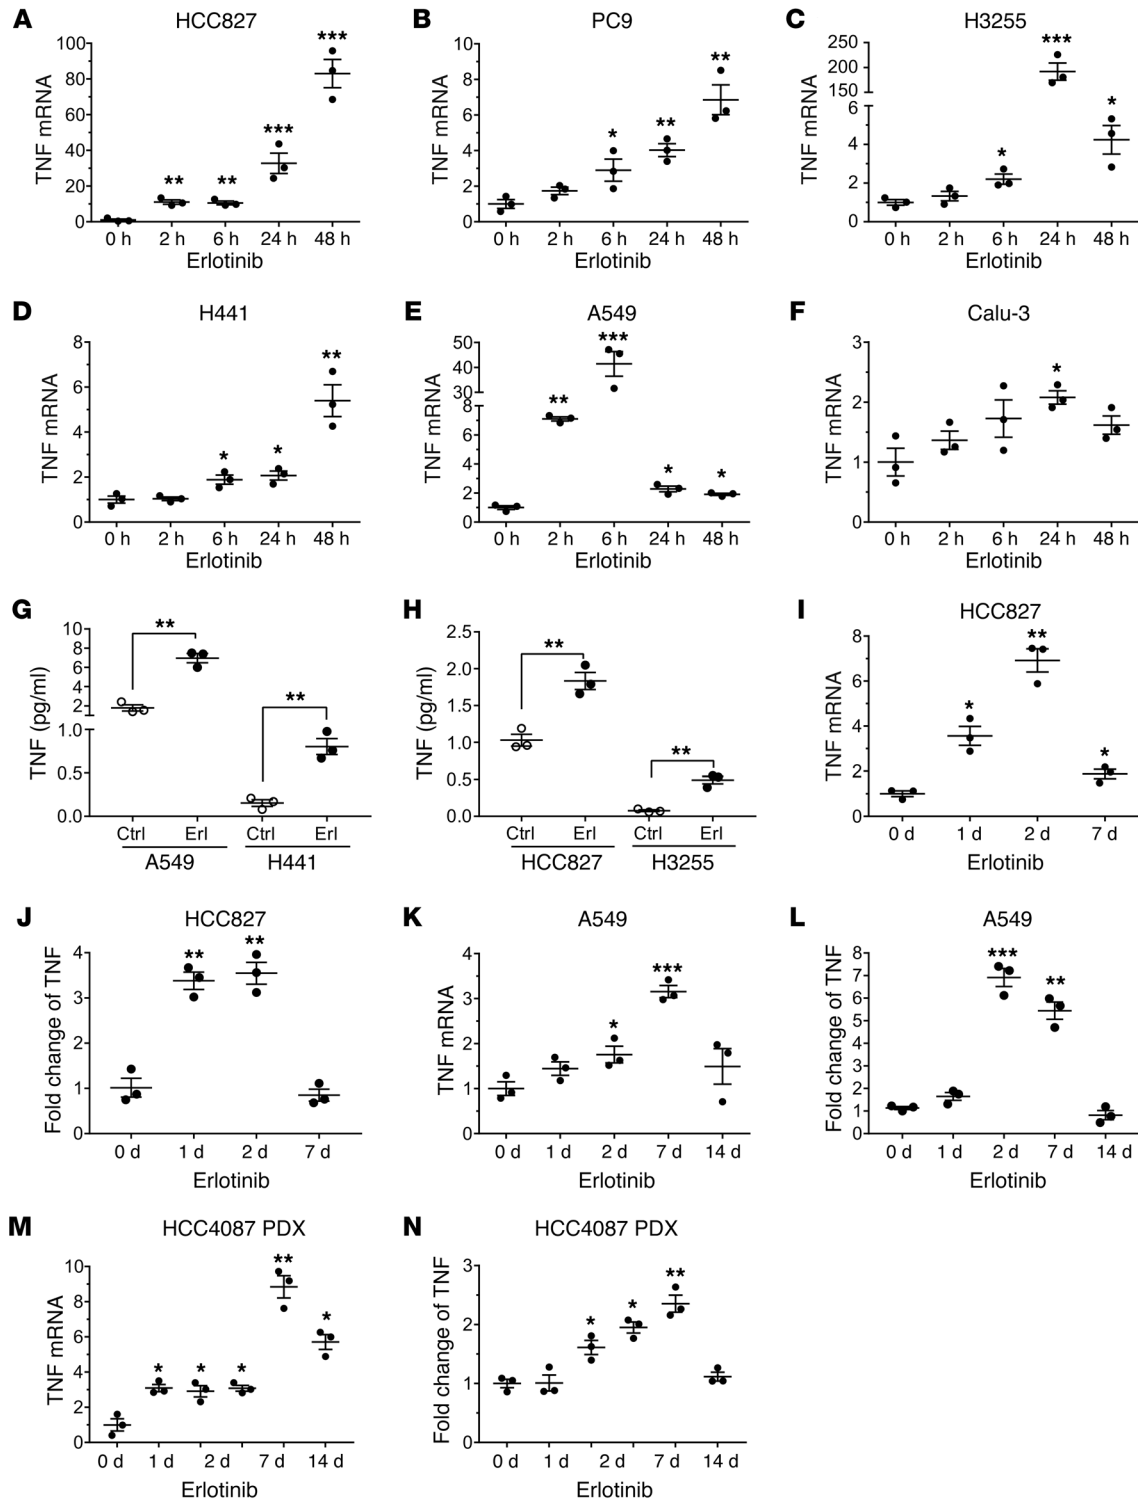 A HCC827
TNF mRNA
100
80
60
40
20
0
** ** *** ***
0 h 2 h 6 h 24 h 48 h
Erlotinib
B PC9
TNF mRNA
10
8
6
4
2
0
* ** **
0 h 2 h 6 h 24 h 48 h
Erlotinib
C H3255
TNF mRNA
250
200
150
6
4
2
0
* *** *
0 h 2 h 6 h 24 h 48 h
Erlotinib
D H441
TNF mRNA
8
6
4
2
0
* * **
0 h 2 h 6 h 24 h 48 h
Erlotinib
E A549
TNF mRNA
50
40
30
8
6
4
2
0
** *** * *
0 h 2 h 6 h 24 h 48 h
Erlotinib
F Calu-3
TNF mRNA
3
2
1
0
*
0 h 2 h 6 h 24 h 48 h
Erlotinib
G
TNF (pg/ml)
10
8
6
4
2
1.0
0.5
0.0
** **
Ctrl Erl Ctrl Erl
A549 H441
H
TNF (pg/ml)
2.5
2.0
1.5
1.0
0.5
0.0
** **
Ctrl Erl Ctrl Erl
HCC827 H3255
I HCC827
TNF mRNA
8
6
4
2
0
* ** *
0 d 1 d 2 d 7 d
Erlotinib
J HCC827
Fold change of TNF
4
3
2
1
0
** **
0 d 1 d 2 d 7 d
Erlotinib
K A549
TNF mRNA
4
3
2
1
0
* ***
0 d 1 d 2 d 7 d 14 d
Erlotinib
L A549
Fold change of TNF
8
7
6
5
4
3
2
1
0
*** **
0 d 1 d 2 d 7 d 14 d
Erlotinib
M HCC4087 PDX
TNF mRNA
10
8
6
4
2
0
* * * ** *
0 d 1 d 2 d 7 d 14 d
Erlotinib
N HCC4087 PDX
Fold change of TNF
3
2
1
0
* * **
0 d 1 d 2 d 7 d 14 d
Erlotinib